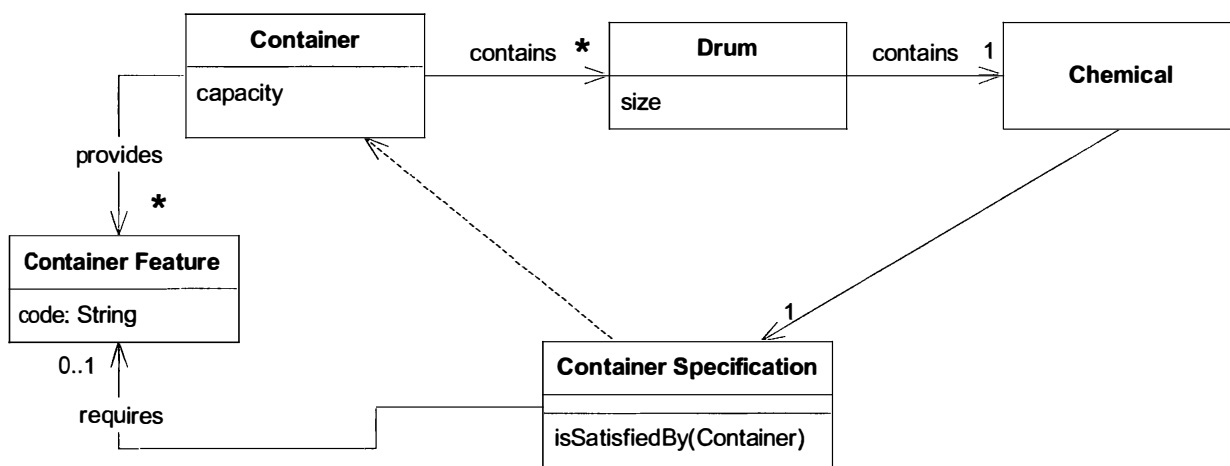 Container
capacity
contains
*
Drum
size
contains
1
Chemical
provides
*
Container Feature
code: String
0..1
requires
1
Container Specification
isSatisfiedBy(Container)